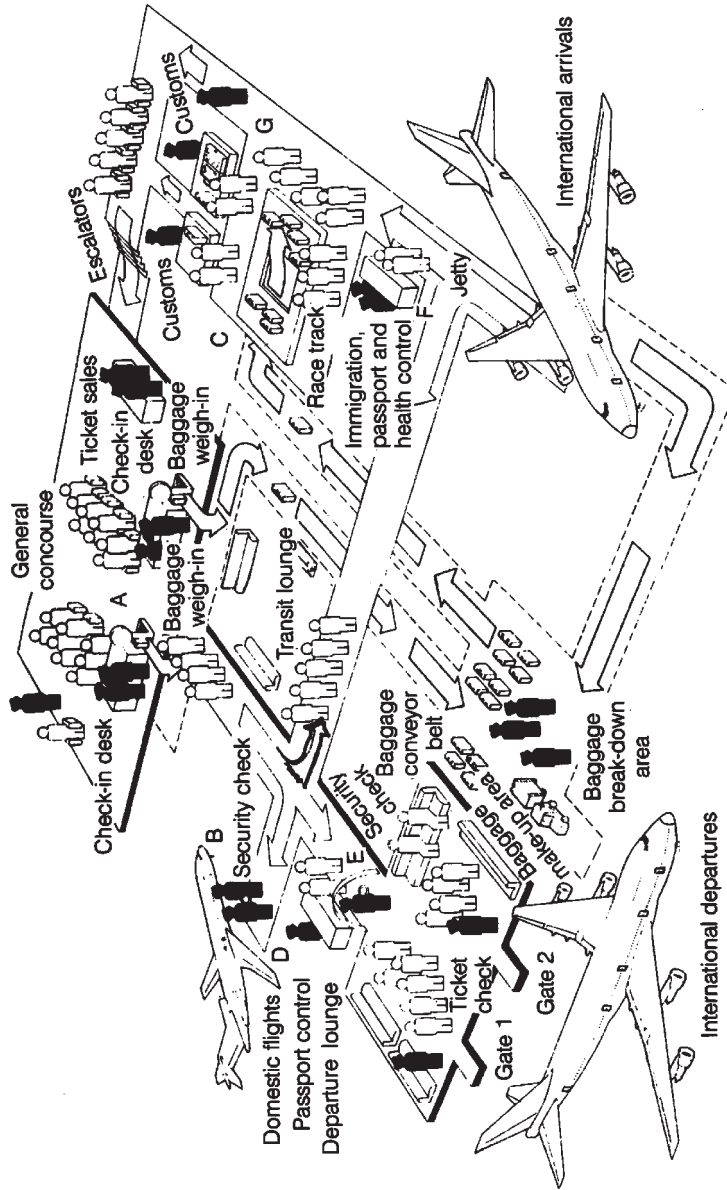 General
concourse
Ticket sales
Check-in
desk
Baggage
weigh-in
Escalators
Customs
Customs
G
C
Race track
Immigration,
passport and
health control
F
Jetty
International arrivals
A
Check-in desk
Baggage
weigh-in
Transit lounge
Security check
B
D
Domestic flights
Passport control
Departure lounge
E
Security
check
Baggage
conveyor
belt
Baggage
make-up area
Baggage
break-down
area
Ticket
check
Gate 1
Gate 2
International departures